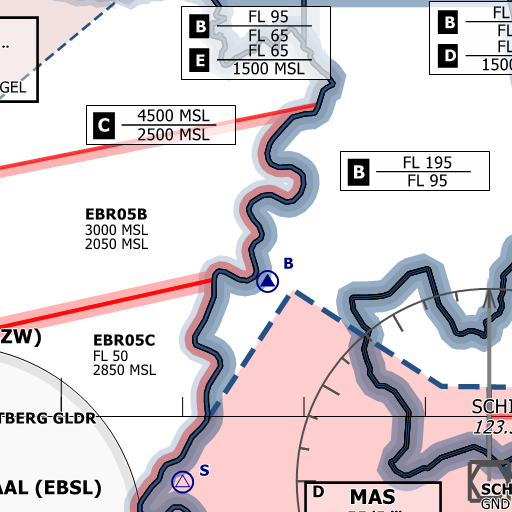 B
FL 95
FL 65
E
FL 65
1500 MSL
B
FL
FL
D
FL
1500
..
GEL
C
4500 MSL
2500 MSL
B
FL 195
FL 95
EBR05B
3000 MSL
2050 MSL
B
ZW)
EBR05C
FL 50
2850 MSL
TBERG GLDR
SCHI
123.
S
AAL (EBSL)
D
MAS
SCH
GND